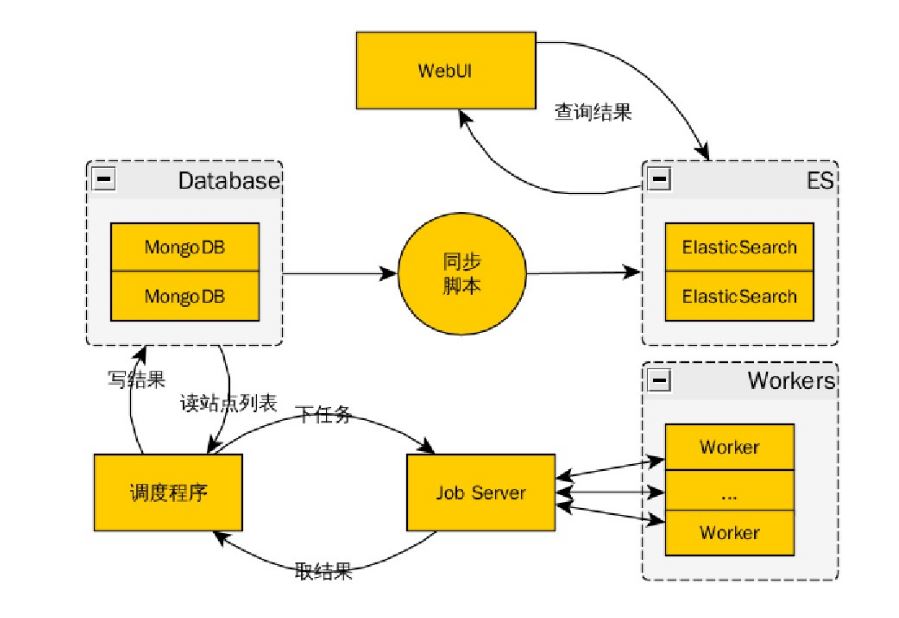 WebUI
查询结果
Database
MongoDB
MongoDB
同步
脚本
ES
ElasticSearch
ElasticSearch
写结果
读站点列表
下任务
调度程序
Job Server
取结果
Workers
Worker
...
Worker